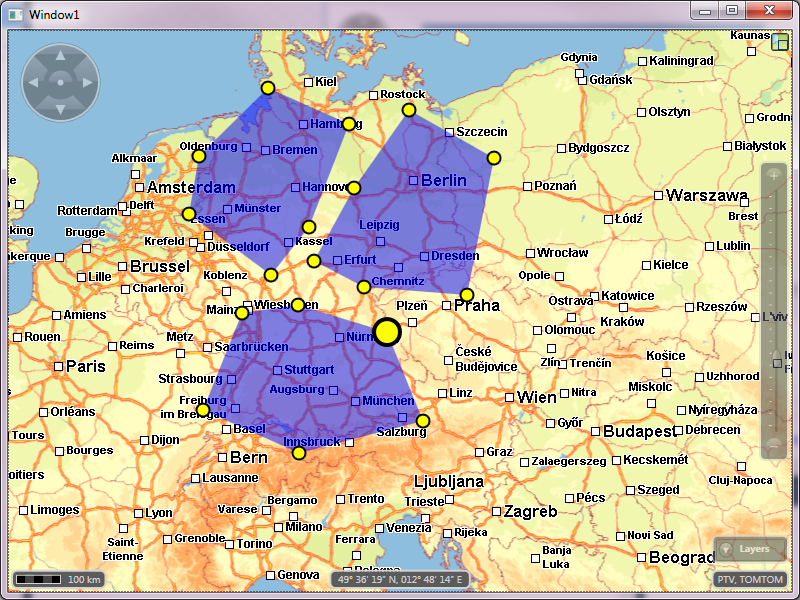 Window1
Kaunas
Gdynia
Kaliningrad
Kiel
Gdańsk
Rostock
Olsztyn
Grodn
Hamburg
Szczecin
Oldenburg
Bremen
Bydgoszcz
Białystok
Alkmaar
Amsterdam
Hannove
Berlin
Poznań
Warszawa
Rotterdam
Delft
Essen
Münster
Łódź
Brest
king
Brugge
Krefeld
Kassel
Leipzig
Lublin
nkerque
Düsseldorf
Erfurt
Dresden
Wrocław
Brussel
Kielce
Lille
Koblenz
Chemnitz
Opole
Charleroi
Katowice
Amiens
Mainz
Wiesbaden
Plzeň
Praha
Ostrava
Rzeszów
L'viv
Kraków
Rouen
Metz
Nürn
Olomouc
Reims
Saarbrücken
České
Budějovice
Košice
Paris
Stuttgart
Zlín
Trenčín
Strasbourg
Uzhhorod
Augsburg
Miskolc
Freiburg
im Breisgau
München
Linz
Wien
Nitra
Orléans
Nyíregyháza
Tours
Dijon
Basel
Innsbruck
Salzburg
Győr
Budapest
Debrecen
Bourges
Bern
Graz
Zalaegerszeg
Kecskemét
oitiers
Lausanne
Ljubljana
Cluj-Napoca
Bergamo
Trento
Trieste
Pécs
Szeged
Limoges
Lyon
Varese
Zagreb
Milano
Venezia
Saint-
Etienne
Grenoble
Torino
Ferrara
Rijeka
Novi Sad
Banja
Luka
Beograd
Layers
Genova
Bologna
100 km
49° 36' 19" N, 012° 48' 14" E
PTV, TOMTOM